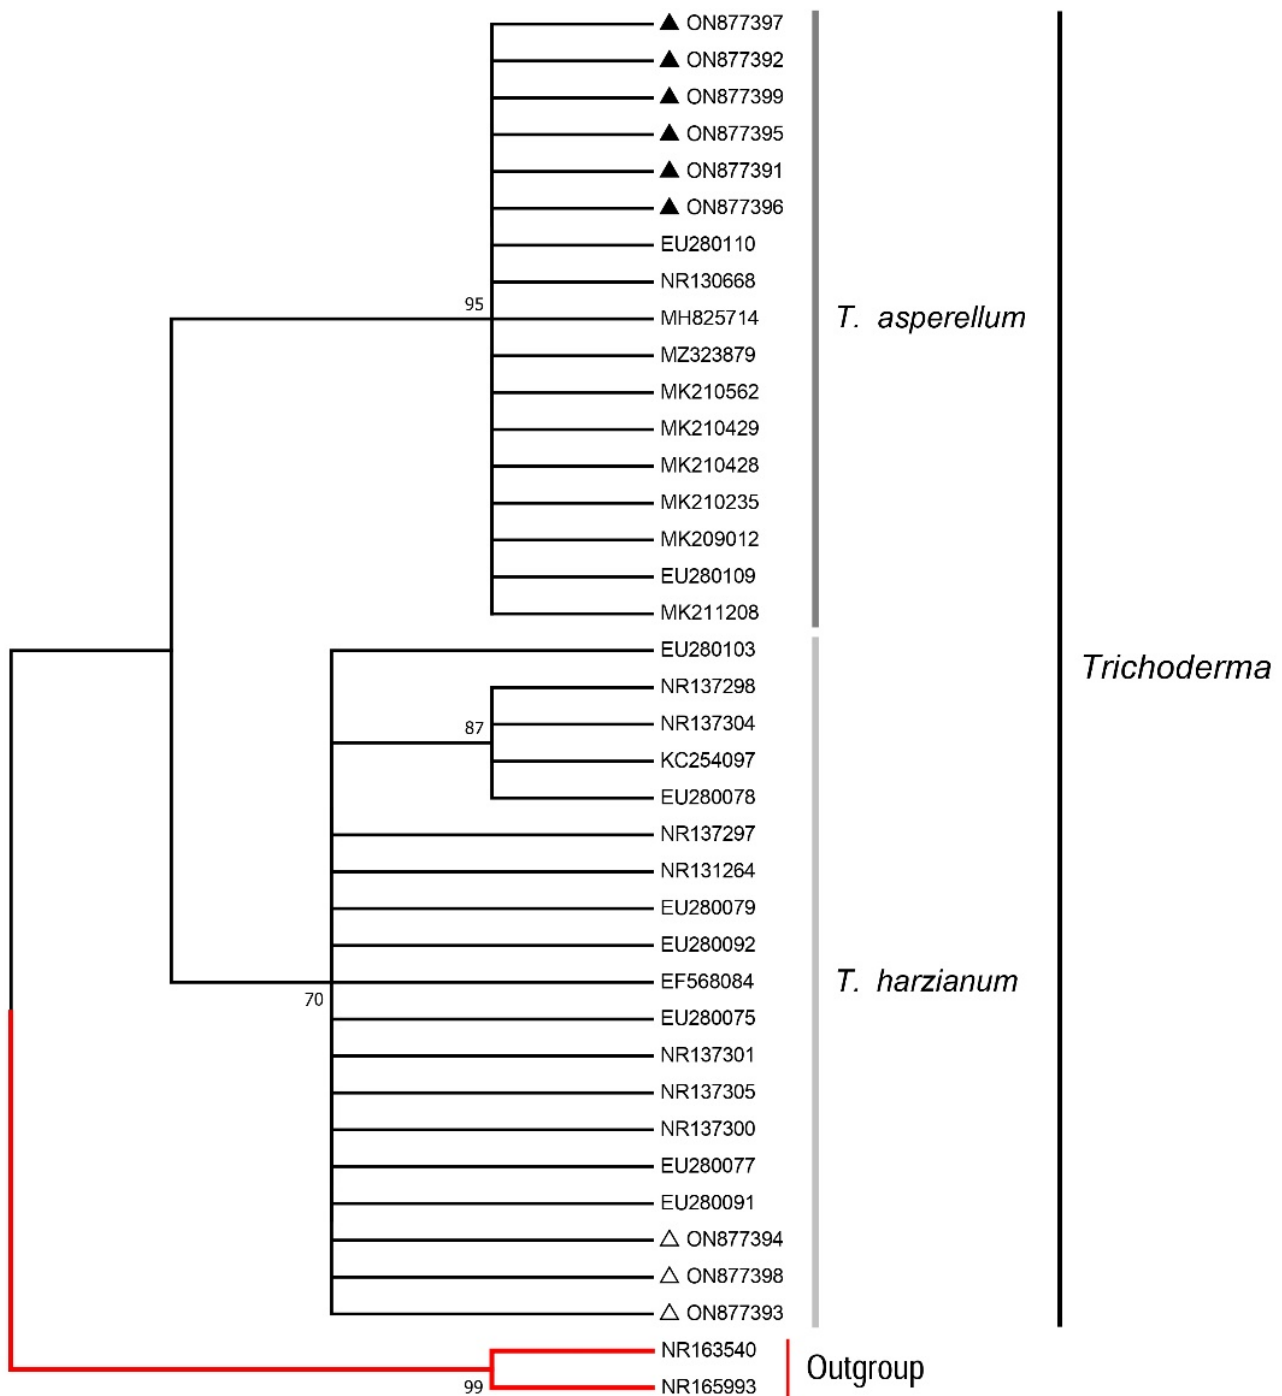 ▲ ON877397
▲ ON877392
▲ ON877399
▲ ON877395
▲ ON877391
▲ ON877396
EU280110
NR130668
95
MH825714
T. asperellum
MZ323879
MK210562
MK210429
MK210428
MK210235
MK209012
EU280109
MK211208
EU280103
Trichoderma
NR137298
NR137304
87
KC254097
EU280078
NR137297
NR131264
EU280079
EU280092
EF568084
T. harzianum
70
EU280075
NR137301
NR137305
NR137300
EU280077
EU280091
△ ON877394
△ ON877398
△ ON877393
NR163540
Outgroup
99
NR165993